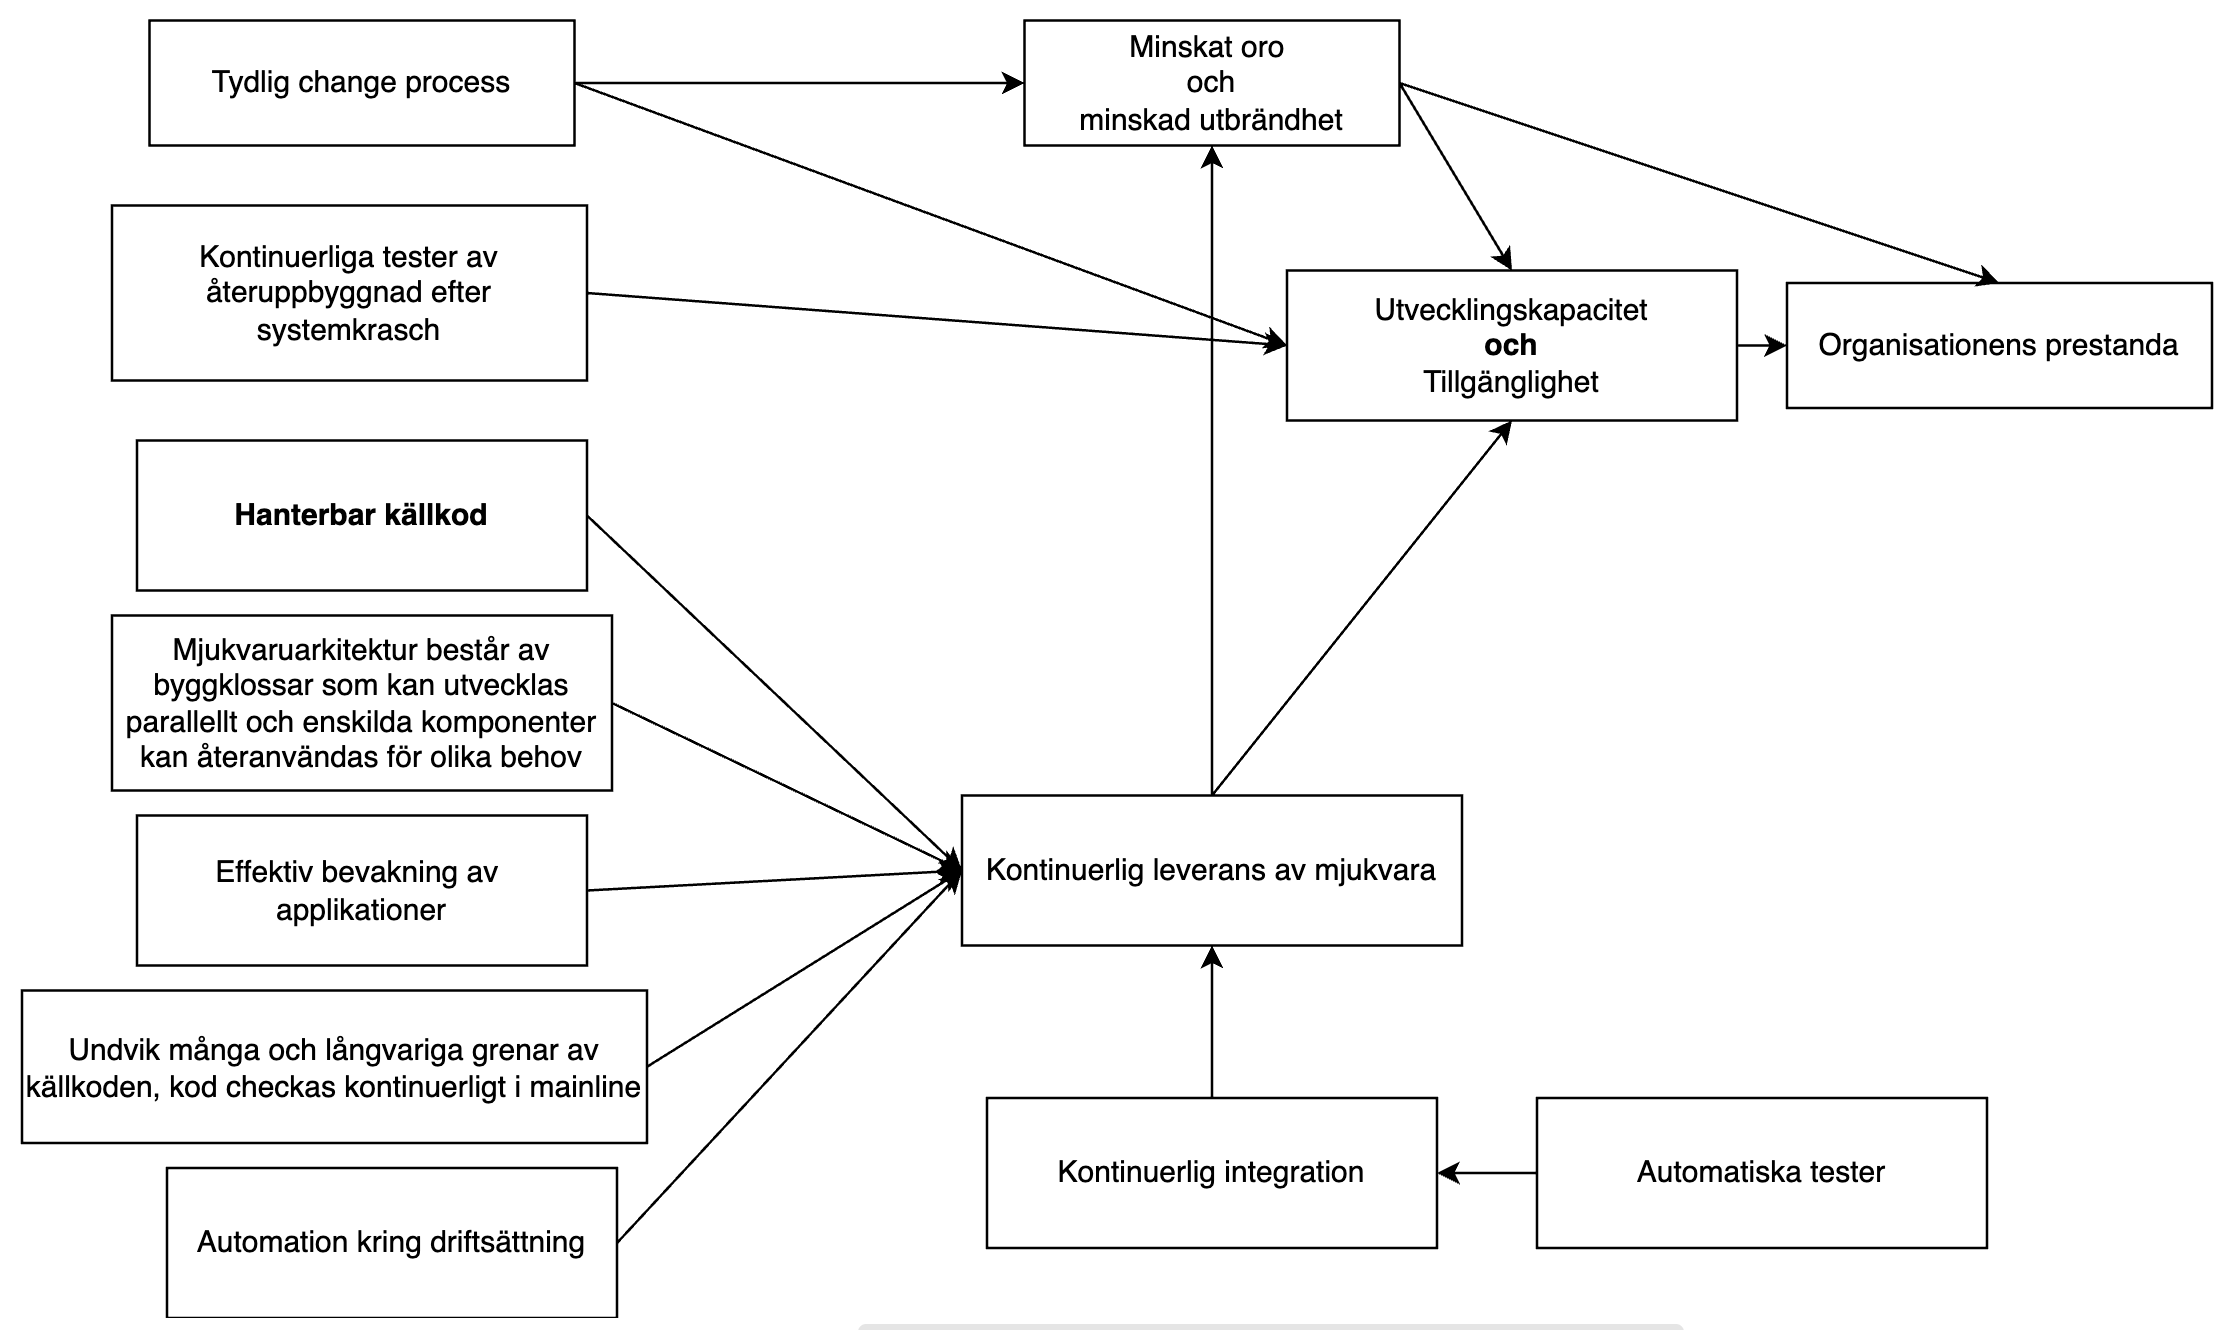 Tydlig change process
Minskat oro
och
minskad utbrändhet
Kontinuerliga tester av
återuppbyggnad efter
systemkrasch
Utvecklingskapacitet
och
Tillgänglighet
Organisationens prestanda
Hanterbar källkod
Mjukvaruarkitektur består av
byggklossar som kan utvecklas
parallellt och enskilda komponenter
kan återanvändas för olika behov
Effektiv bevakning av
applikationer
Kontinuerlig leverans av mjukvara
Undvik många och långvariga grenar av
källkoden, kod checkas kontinuerligt i mainline
Automation kring driftsättning
Kontinuerlig integration
Automatiska tester